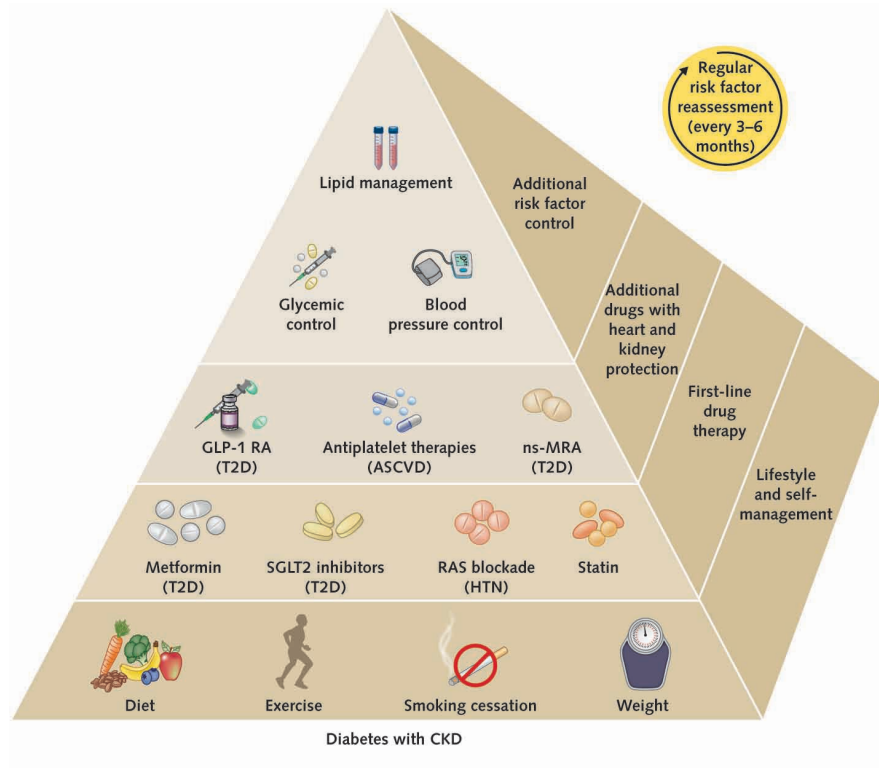 Regular
risk factor
reassessment
(every 3–6
months)
Lipid management
Glycemic
control
Blood
pressure control
Additional
risk factor
control
GLP-1 RA
(T2D)
Antiplatelet therapies
(ASCVD)
ns-MRA
(T2D)
Additional
drugs with
heart and
kidney
protection
Metformin
(T2D)
SGLT2 inhibitors
(T2D)
RAS blockade
(HTN)
Statin
First-line
drug
therapy
Diet
Exercise
Smoking cessation
Weight
Lifestyle
and self-
management
Diabetes with CKD